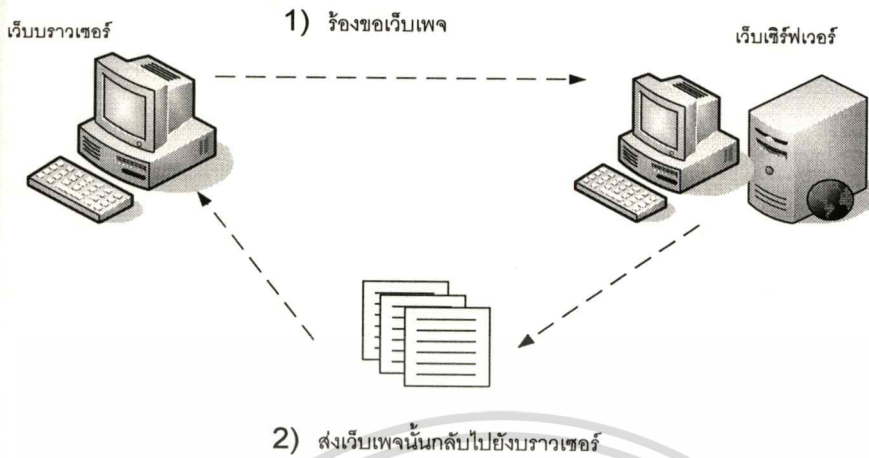 1) ร้องขอเว็บเพจ
เว็บบราวเซอร์
เว็บเซิร์ฟเวอร์
2) ส่งเว็บเพจนั้นกลับไปยังบราวเซอร์